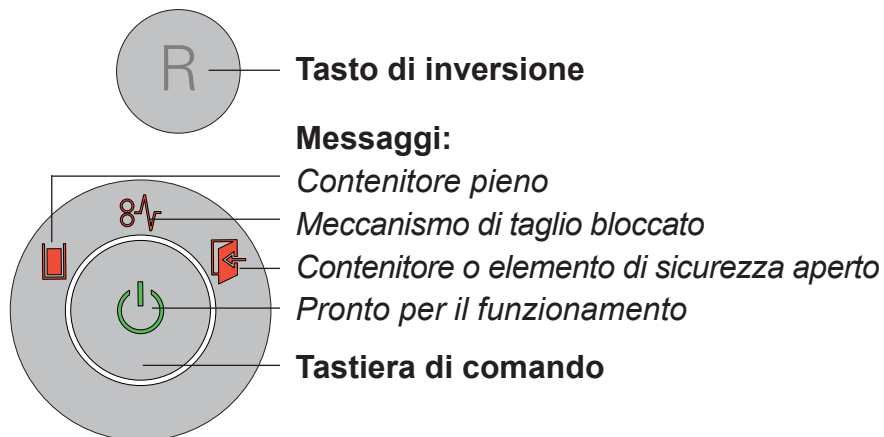 R
Tasto di inversione
Messaggi:
Contenitore pieno
Meccanismo di taglio bloccato
Contenitore o elemento di sicurezza aperto
Pronto per il funzionamento
Tastiera di comando